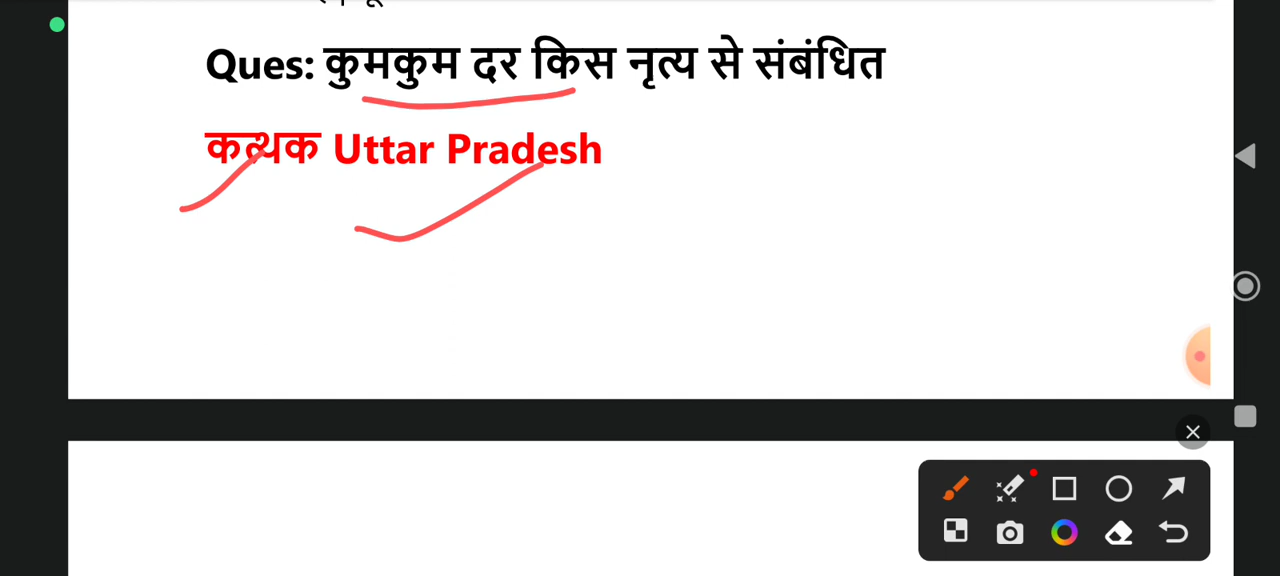 Ques: कुमकुम दर किस नृत्य से संबंधित
कत्थक Uttar Pradesh